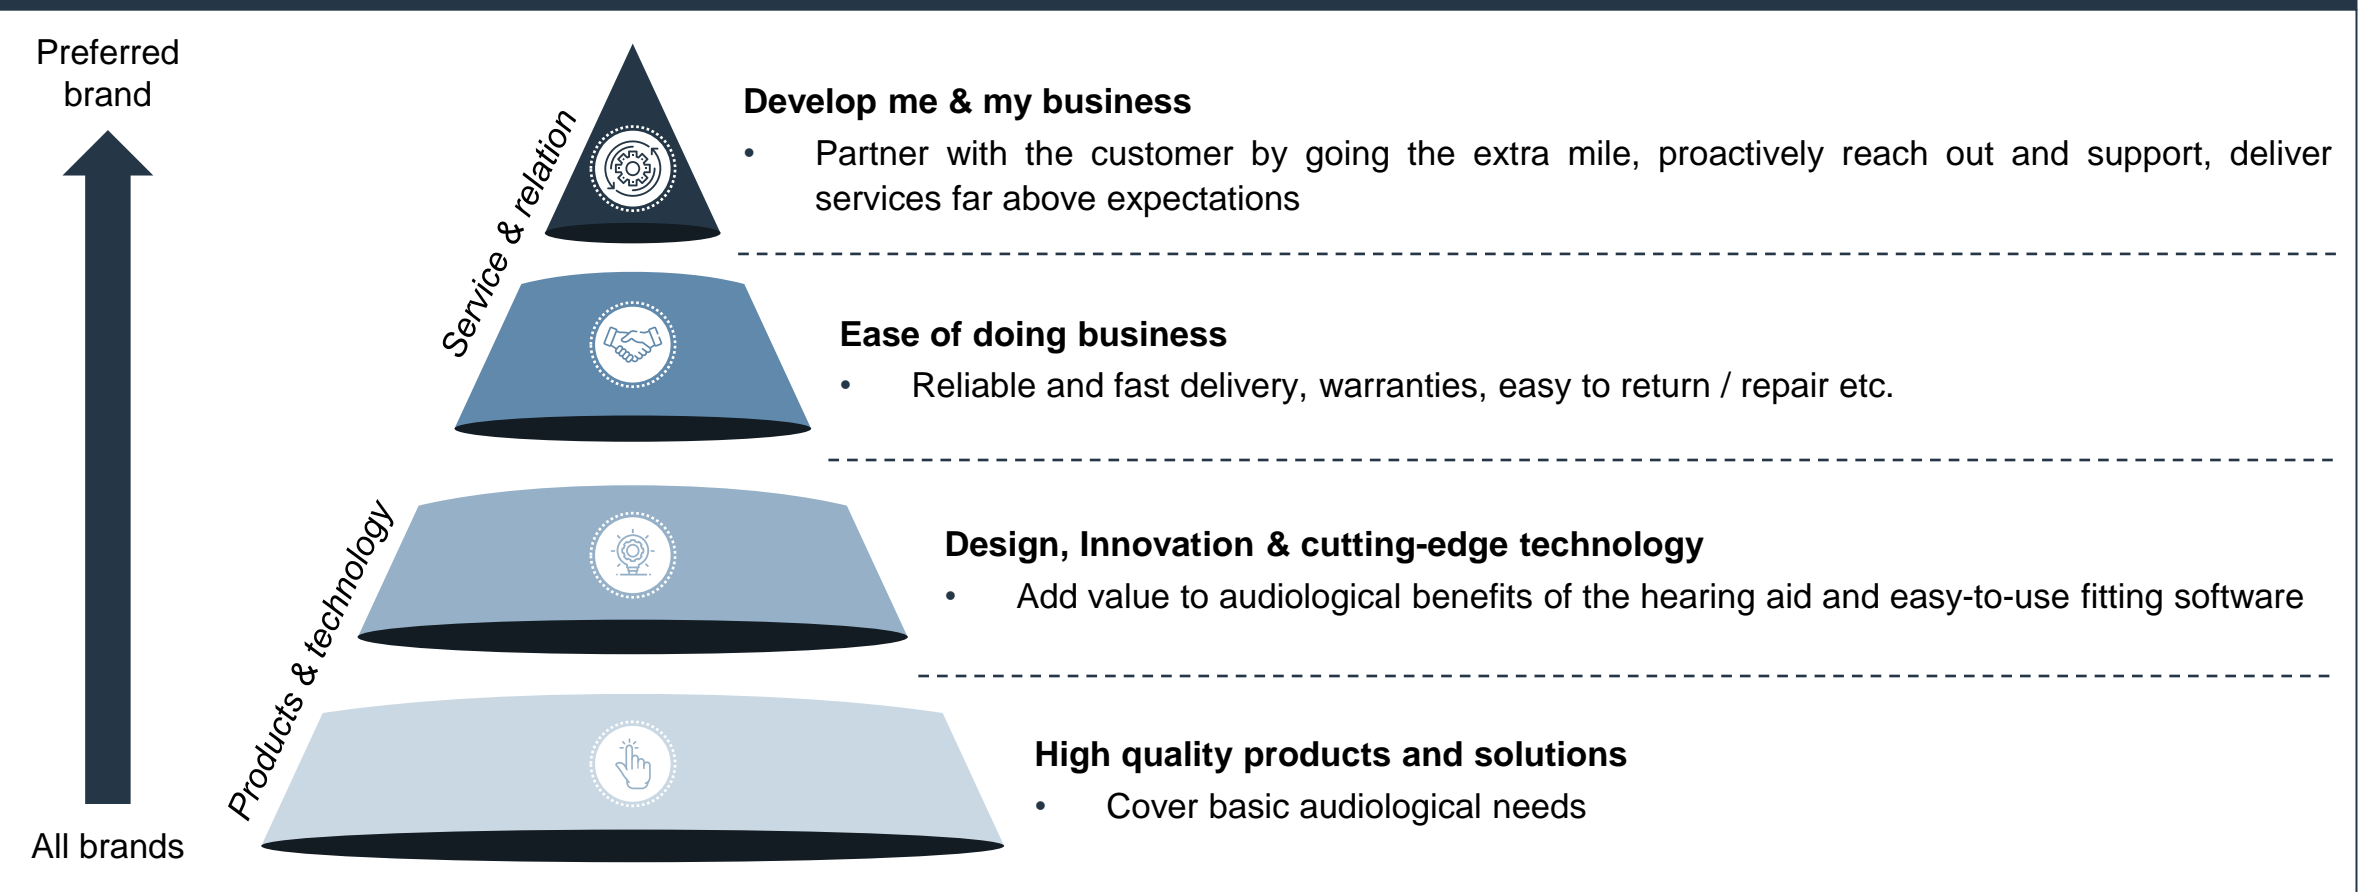 Preferred
brand
All brands
Service & relation
Products & technology
Develop me & my business
• Partner with the customer by going the extra mile, proactively reach out and support, deliver
services far above expectations
Ease of doing business
• Reliable and fast delivery, warranties, easy to return / repair etc.
Design, Innovation & cutting-edge technology
• Add value to audiological benefits of the hearing aid and easy-to-use fitting software
High quality products and solutions
• Cover basic audiological needs